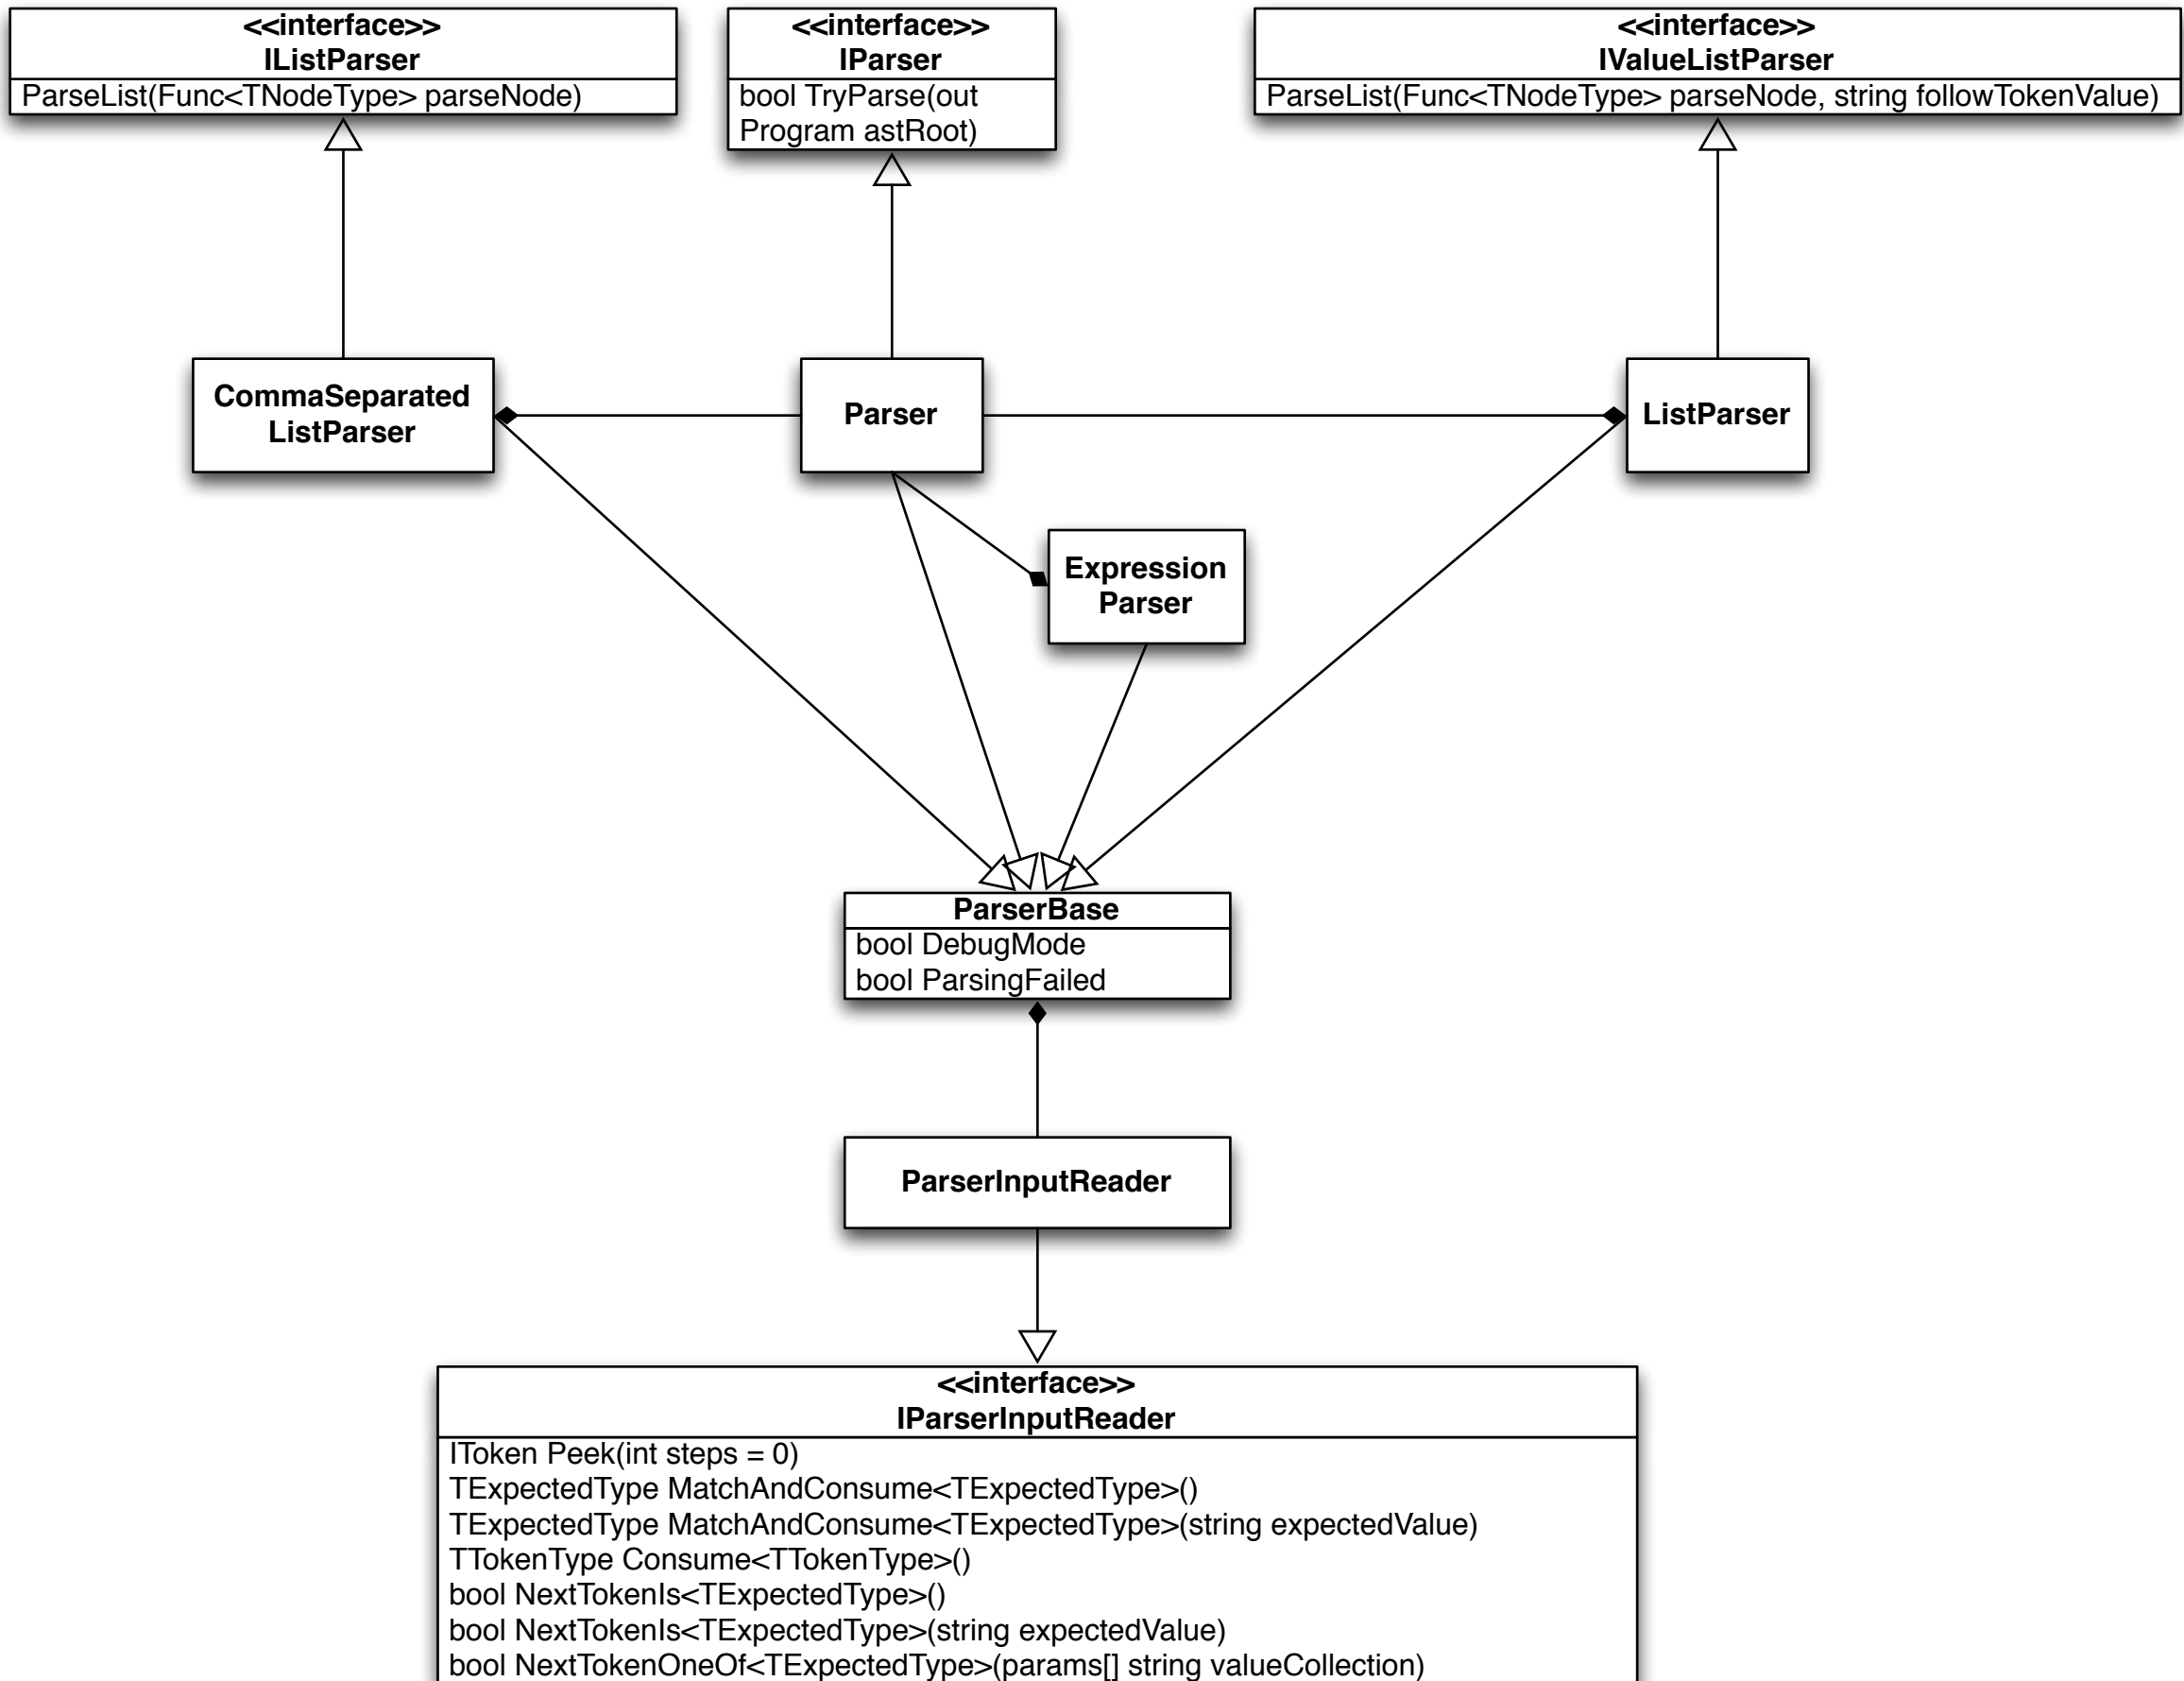 <<interface>>
IListParser
ParseList(Func<TNodeType> parseNode)
<<interface>>
IParser
bool TryParse(out
Program astRoot)
<<interface>>
IValueListParser
ParseList(Func<TNodeType> parseNode, string followTokenValue)
CommaSeparated
ListParser
Parser
ListParser
Expression
Parser
ParserBase
bool DebugMode
bool ParsingFailed
ParserInputReader
<<interface>>
IParserInputReader
IToken Peek(int steps = 0)
TExpectedType MatchAndConsume<TExpectedType>()
TExpectedType MatchAndConsume<TExpectedType>(string expectedValue)
TTokenType Consume<TTokenType>()
bool NextTokenIs<TExpectedType>()
bool NextTokenIs<TExpectedType>(string expectedValue)
bool NextTokenOneOf<TExpectedType>(params[] string valueCollection)